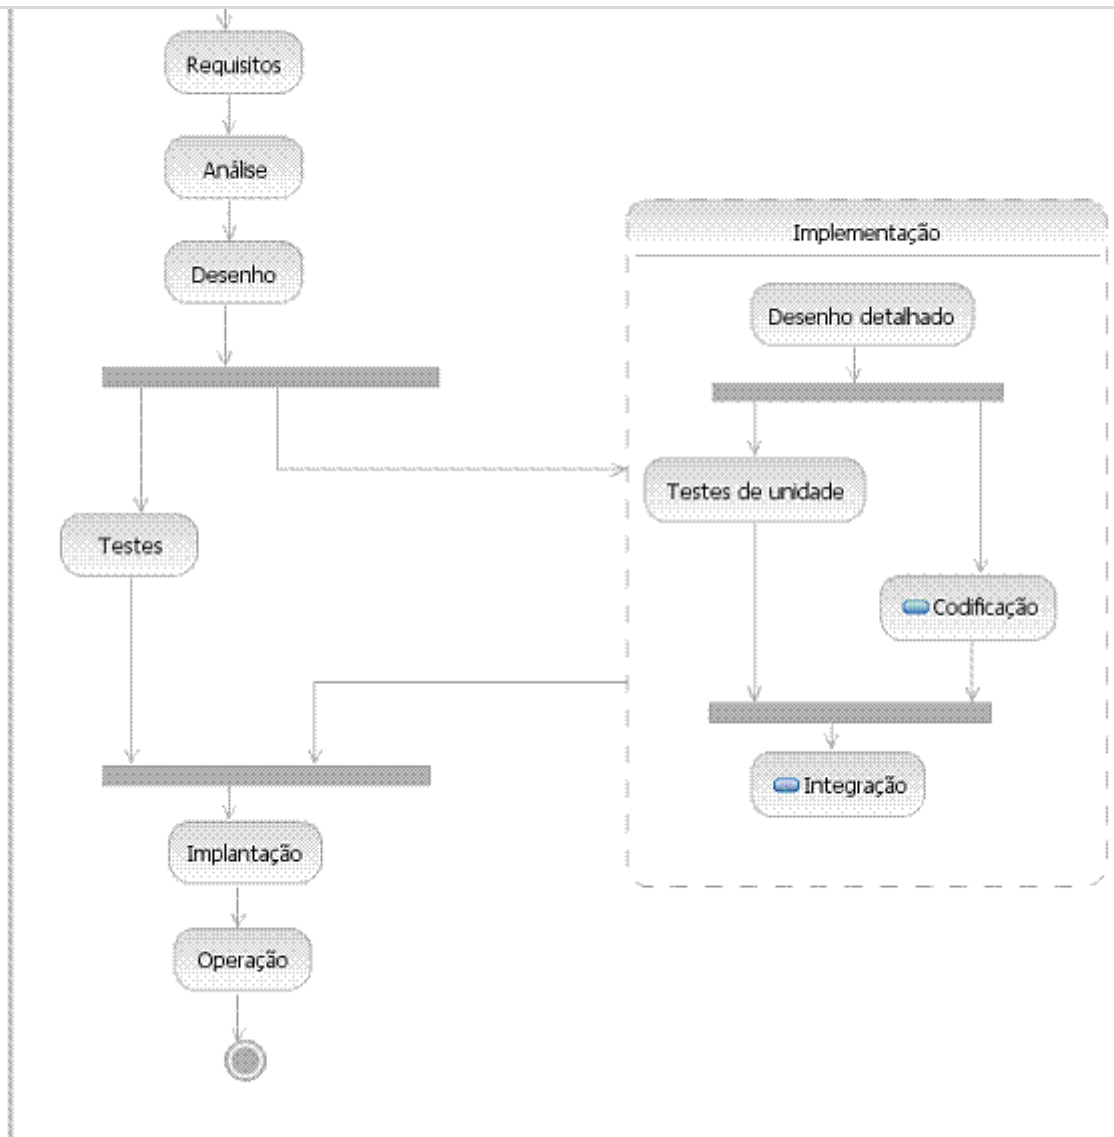 Requisitos
Análise
Desenho
Testes
Implantação
Operação
Implementação
Desenho detalhado
Testes de unidade
Codificação
Integração